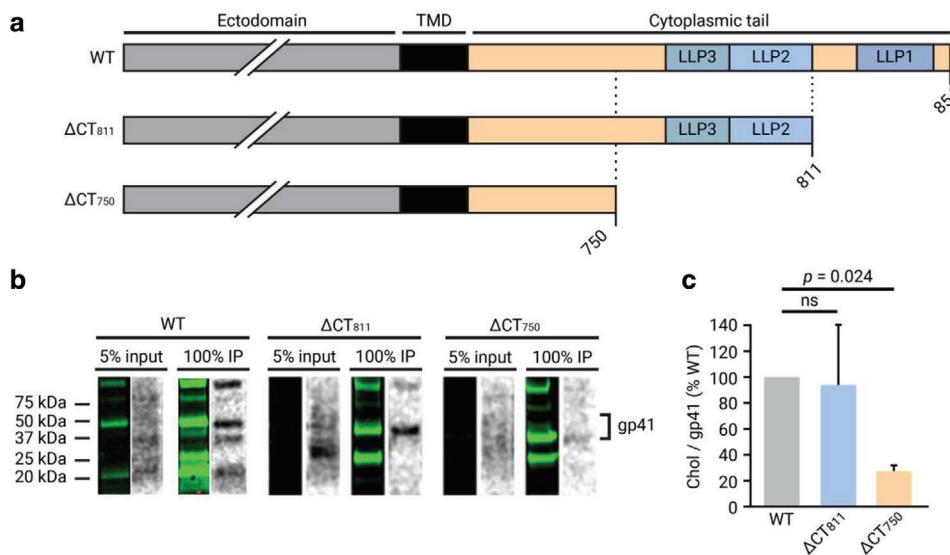 a
Ectodomain TMD Cytoplasmic tail
WT LLP3 LLP2 LLP1
ΔCT811 LLP3 LLP2
811
ΔCT750
750
b
WT ΔCT811 ΔCT750
5% input 100% IP 5% input 100% IP 5% input 100% IP
75 kDa
50 kDa
37 kDa
25 kDa
20 kDa
gp41
c
p = 0.024
ns
Chol / gp41 (% WT)
140
120
100
80
60
40
20
0
WT ΔCT811 ΔCT750